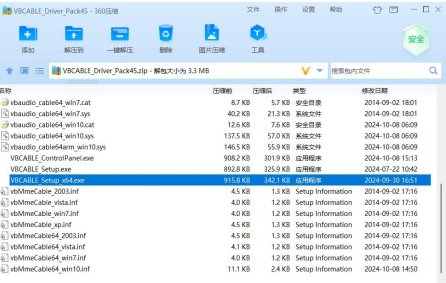 VBCABLE_Driver_Pack45 - 360压缩
文件 操作 设置 帮助
添加 解压到 一键解压 删除 图片压缩 工具
安全
VBCABLE_Driver_Pack45.zip - 解包大小为 3.3 MB 搜索包内文件
名称 压缩前 压缩后 类型 修改日期
vbaudio_cable64_win7.cat 8.7 KB 5.7 KB 安全目录 2014-09-02 18:01
vbaudio_cable64_win7.sys 40.2 KB 21.3 KB 系统文件 2014-09-02 18:01
vbaudio_cable64_win10.cat 12.6 KB 7.6 KB 安全目录 2024-10-08 06:09
vbaudio_cable64_win10.sys 137.5 KB 57.0 KB 系统文件 2024-10-08 06:09
vbaudio_cable64arm_win10.sys 146.5 KB 55.9 KB 系统文件 2024-10-08 06:09
VBCABLE_ControlPanel.exe 908.2 KB 301.9 KB 应用程序 2024-10-08 15:13
VBCABLE_Setup.exe 892.8 KB 325.9 KB 应用程序 2024-07-22 10:42
VBCABLE_Setup_x64.exe 915.8 KB 342.1 KB 应用程序 2024-09-30 16:51
vbMmeCable_2003.inf 4.5 KB 1.3 KB Setup Information 2014-09-02 17:16
vbMmeCable_vista.inf 4.0 KB 1.2 KB Setup Information 2014-09-02 17:16
vbMmeCable_win7.inf 4.0 KB 1.2 KB Setup Information 2014-09-02 17:16
vbMmeCable_xp.inf 4.5 KB 1.3 KB Setup Information 2014-09-02 17:16
vbMmeCable64_2003.inf 4.5 KB 1.3 KB Setup Information 2014-09-02 17:16
vbMmeCable64_vista.inf 4.1 KB 1.2 KB Setup Information 2014-09-02 17:16
vbMmeCable64_win7.inf 4.0 KB 1.2 KB Setup Information 2014-09-02 17:16
vbMmeCable64_win10.inf 11.1 KB 2.4 KB Setup Information 2024-10-08 14:50